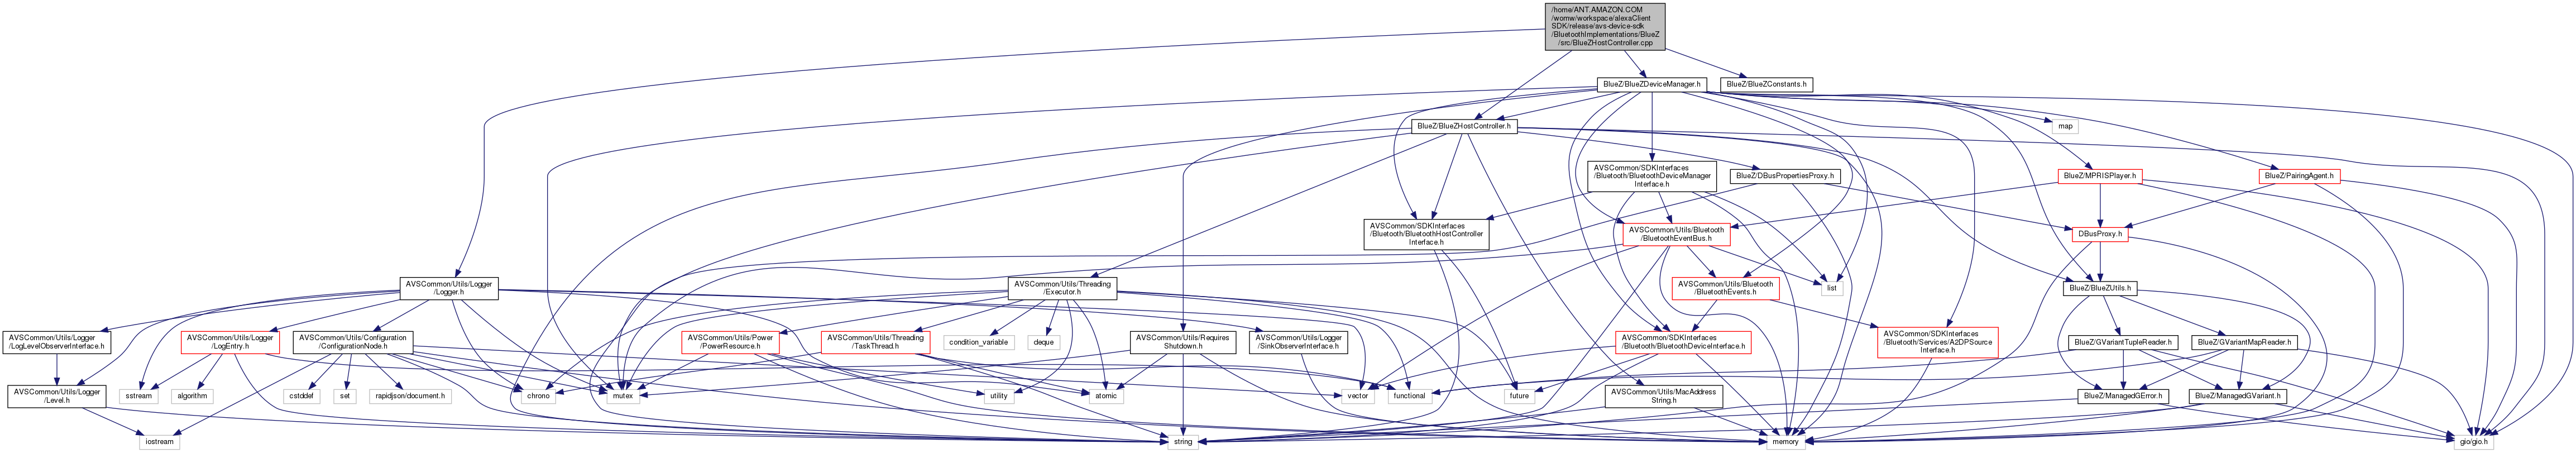 /home/ANT.AMAZON.COM
/womw/workspace/alexaClient
SDK/release/avs-device-sdk
/BluetoothImplementations/BlueZ
/src/BlueZHostController.cpp
BlueZ/BlueZDeviceManager.h
BlueZ/BlueZConstants.h
BlueZ/BlueZHostController.h
map
AVSCommon/SDKInterfaces
/Bluetooth/BluetoothDeviceManager
Interface.h
BlueZ/DBusPropertiesProxy.h
BlueZ/MPRISPlayer.h
BlueZ/PairingAgent.h
AVSCommon/SDKInterfaces
/Bluetooth/BluetoothHostController
Interface.h
AVSCommon/Utils/Bluetooth
/BluetoothEventBus.h
DBusProxy.h
AVSCommon/Utils/Logger
/Logger.h
AVSCommon/Utils/Threading
/Executor.h
AVSCommon/Utils/Bluetooth
/BluetoothEvents.h
list
BlueZ/BlueZUtils.h
AVSCommon/Utils/Logger
/LogLevelObserverInterface.h
AVSCommon/Utils/Logger
/LogEntry.h
AVSCommon/Utils/Configuration
/ConfigurationNode.h
AVSCommon/Utils/Power
/PowerResource.h
AVSCommon/Utils/Threading
/TaskThread.h
condition_variable
deque
AVSCommon/Utils/Requires
Shutdown.h
AVSCommon/Utils/Logger
/SinkObserverInterface.h
AVSCommon/SDKInterfaces
/Bluetooth/BluetoothDeviceInterface.h
AVSCommon/SDKInterfaces
/Bluetooth/Services/A2DPSource
Interface.h
BlueZ/GVariantTupleReader.h
BlueZ/GVariantMapReader.h
AVSCommon/Utils/Logger
/Level.h
sstream
algorithm
cstddef
set
rapidjson/document.h
chrono
mutex
utility
atomic
vector
functional
future
AVSCommon/Utils/MacAddress
String.h
BlueZ/ManagedGError.h
BlueZ/ManagedGVariant.h
iostream
string
memory
gio/gio.h